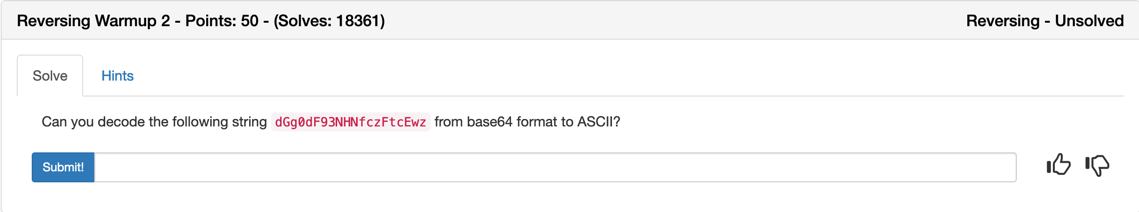 Reversing Warmup 2 - Points: 50 - (Solves: 18361) Reversing - Unsolved
Solve Hints
Can you decode the following string dGg0dF93NHNfczFtcEwz from base64 format to ASCII?
Submit!